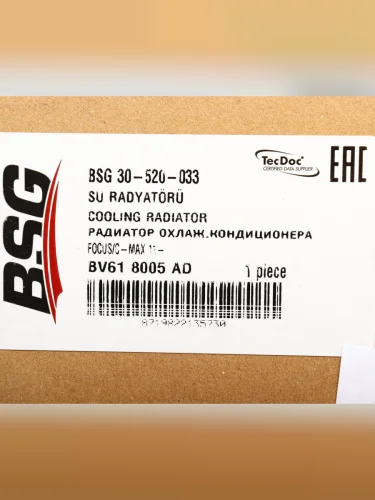 BSG
BSG 30-520-033
TecDoc
CERTIFIED DATA SUPPLIER
EAC
SU RADYATÖRÜ
COOLING RADIATOR
РАДИАТОР ОХЛАЖ.КОНДИЦИОНЕРА
FOCUS/C-MAX 11-
BV61 8005 AD
1 piece
8719822135730